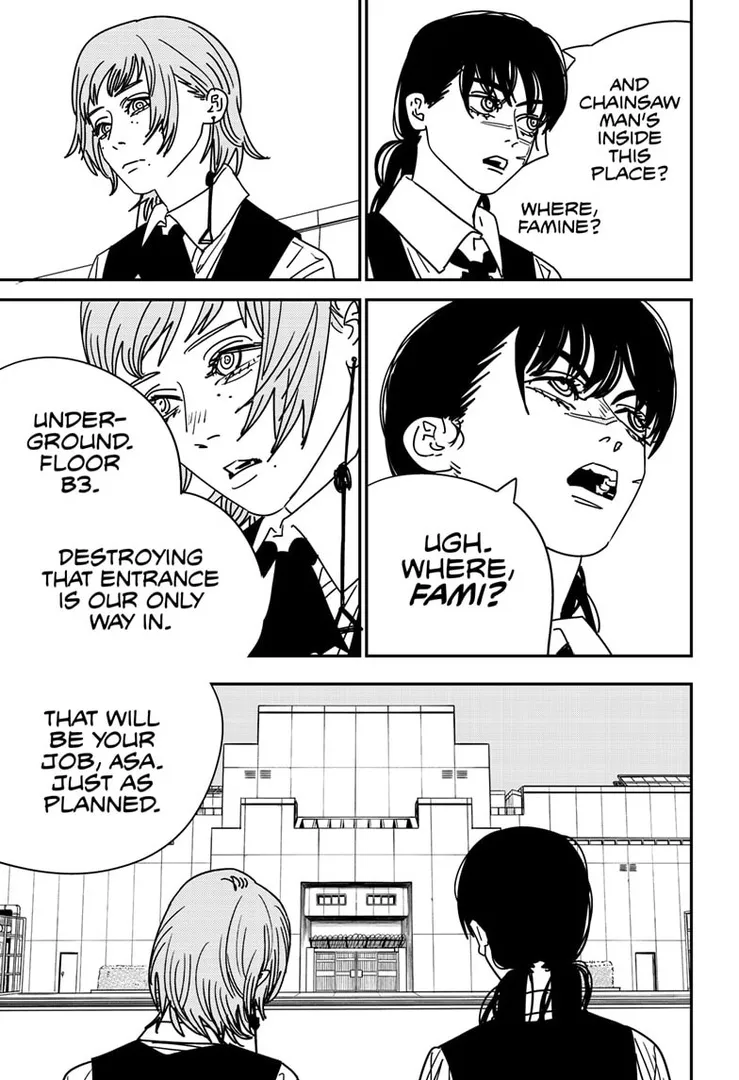 AND
CHAINSAW
MAN'S
INSIDE
THIS
PLACE?
WHERE,
FAMINE?
UGH.
WHERE,
FAMI?
UNDER-
GROUND.
FLOOR
B3.
DESTROYING
THAT ENTRANCE
IS OUR ONLY
WAY IN.
THAT WILL
BE YOUR
JOB, ASA.
JUST AS
PLANNED.